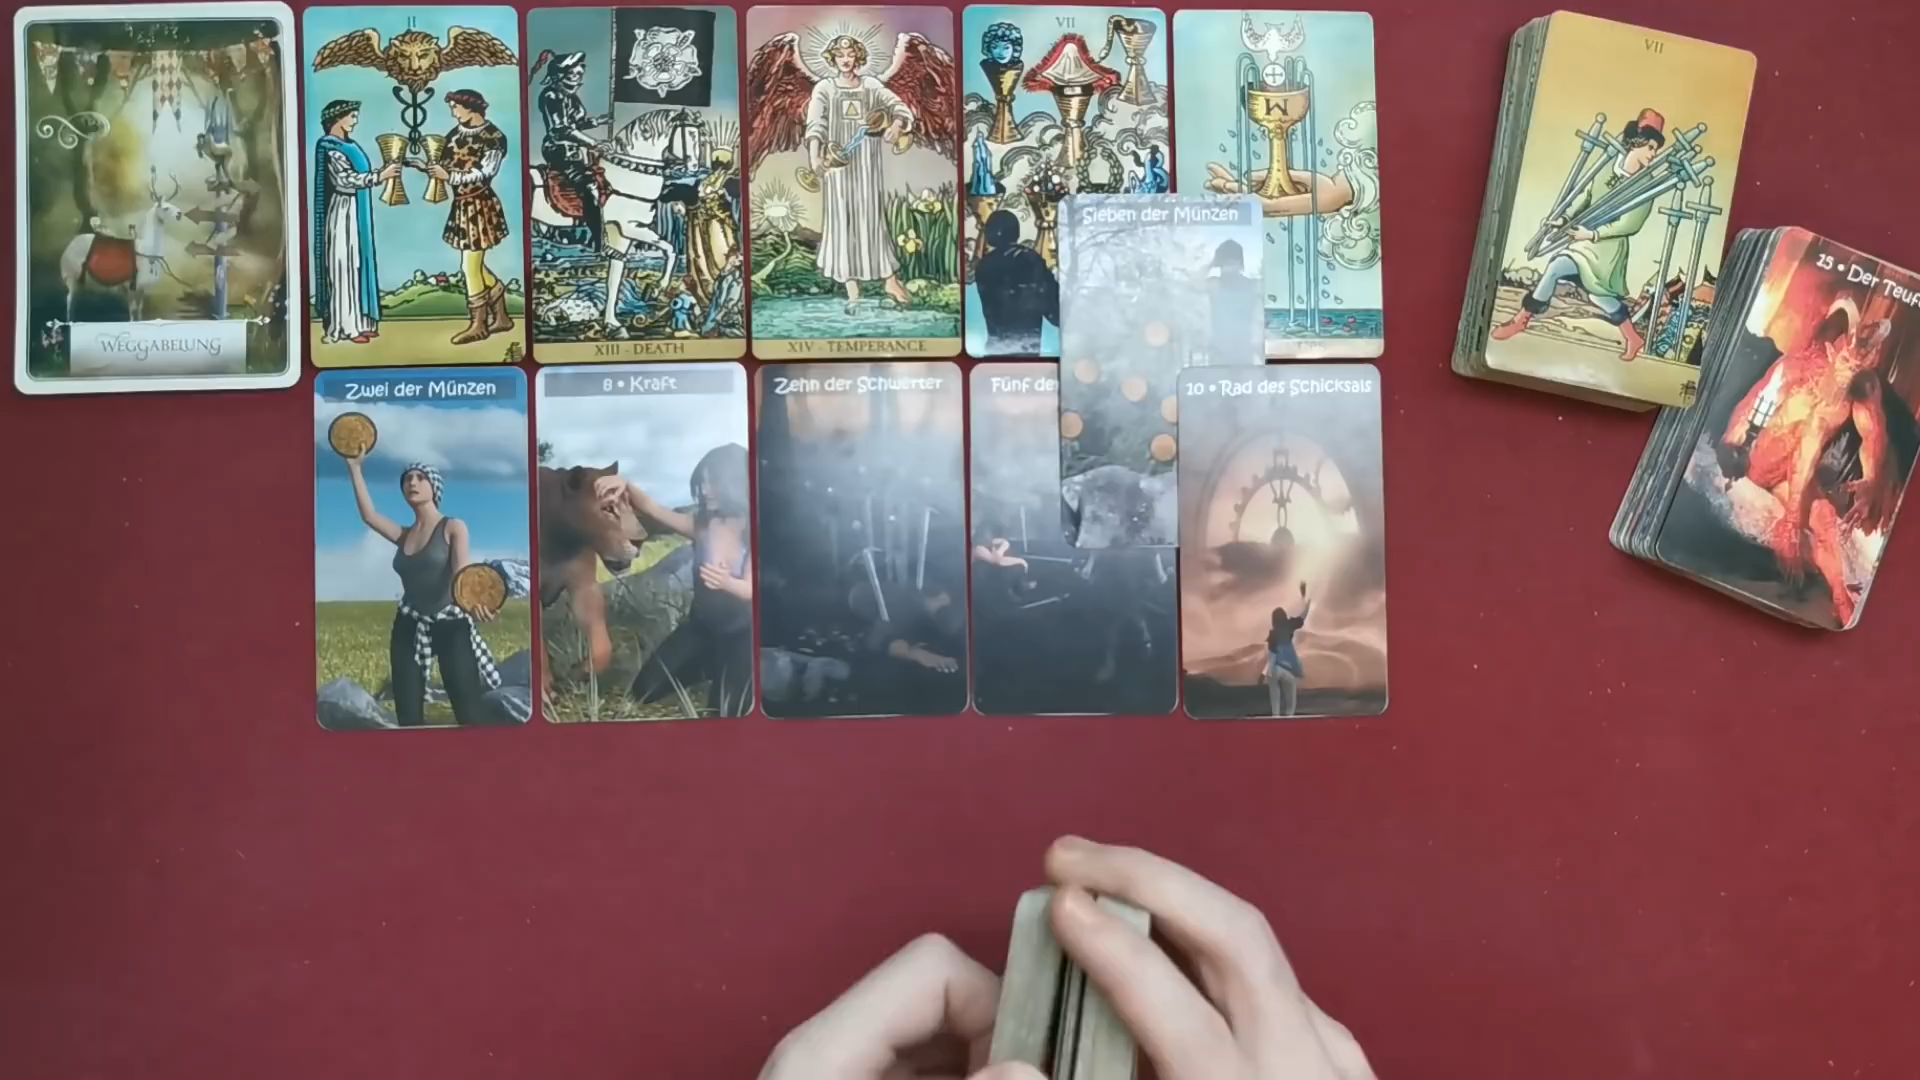 WEGGABELUNG
II
XIII - DEATH
XIV - TEMPERANCE
VII
Sieben der Münzen
VII
15 • Der Teuf
Zwei der Münzen
8 • Kraft
Zehn der Schwerter
Fünf de
10 • Rad des Schicksals